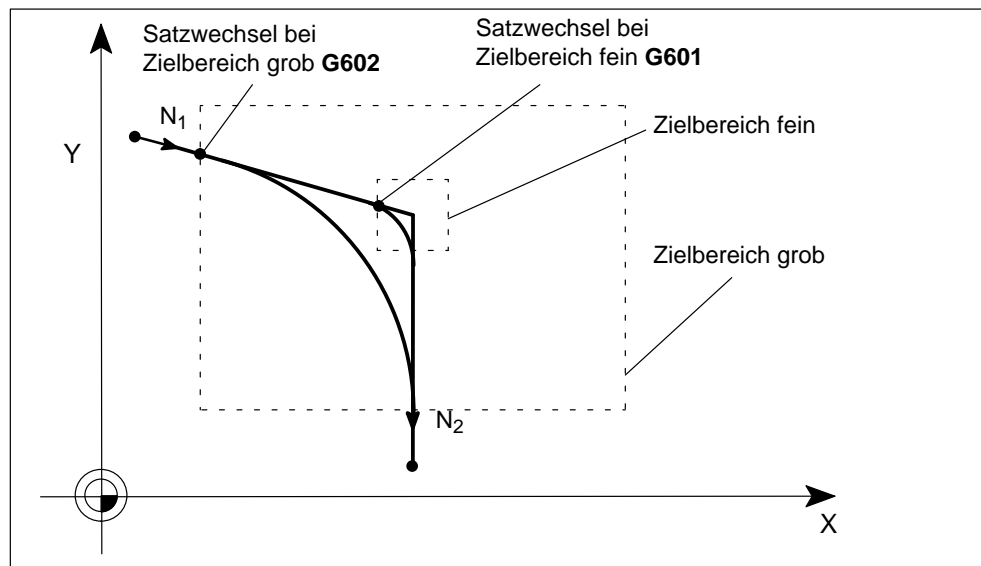 Satzwechsel bei
Zielbereich grob G602
Satzwechsel bei
Zielbereich fein G601
N1
Zielbereich fein
Y
Zielbereich grob
N2
X